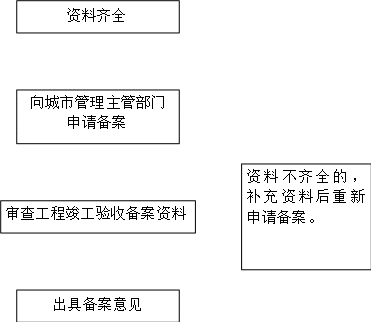 资料齐全
向城市管理主管部门
申请备案
审查工程竣工验收备案资料
资料不齐全的，
补充资料后重新
申请备案。
出具备案意见